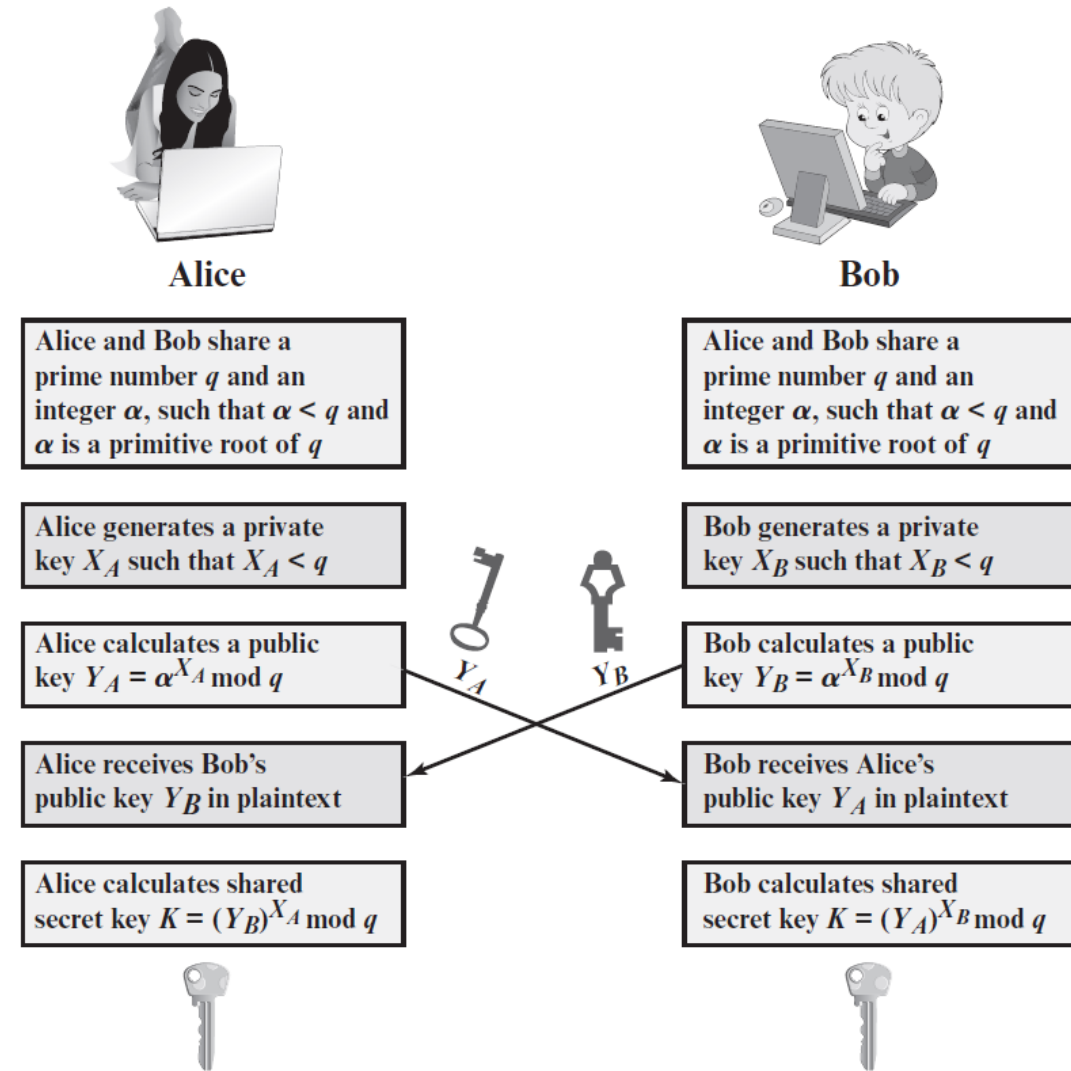 Alice
Bob
Alice and Bob share a
prime number q and an
integer α, such that α < q and
α is a primitive root of q
Alice and Bob share a
prime number q and an
integer α, such that α < q and
α is a primitive root of q
Alice generates a private
key X_A such that X_A < q
Bob generates a private
key X_B such that X_B < q
Alice calculates a public
key Y_A = α^{X_A} mod q
Y_A
Y_B
Bob calculates a public
key Y_B = α^{X_B} mod q
Alice receives Bob’s
public key Y_B in plaintext
Bob receives Alice’s
public key Y_A in plaintext
Alice calculates shared
secret key K = (Y_B)^{X_A} mod q
Bob calculates shared
secret key K = (Y_A)^{X_B} mod q